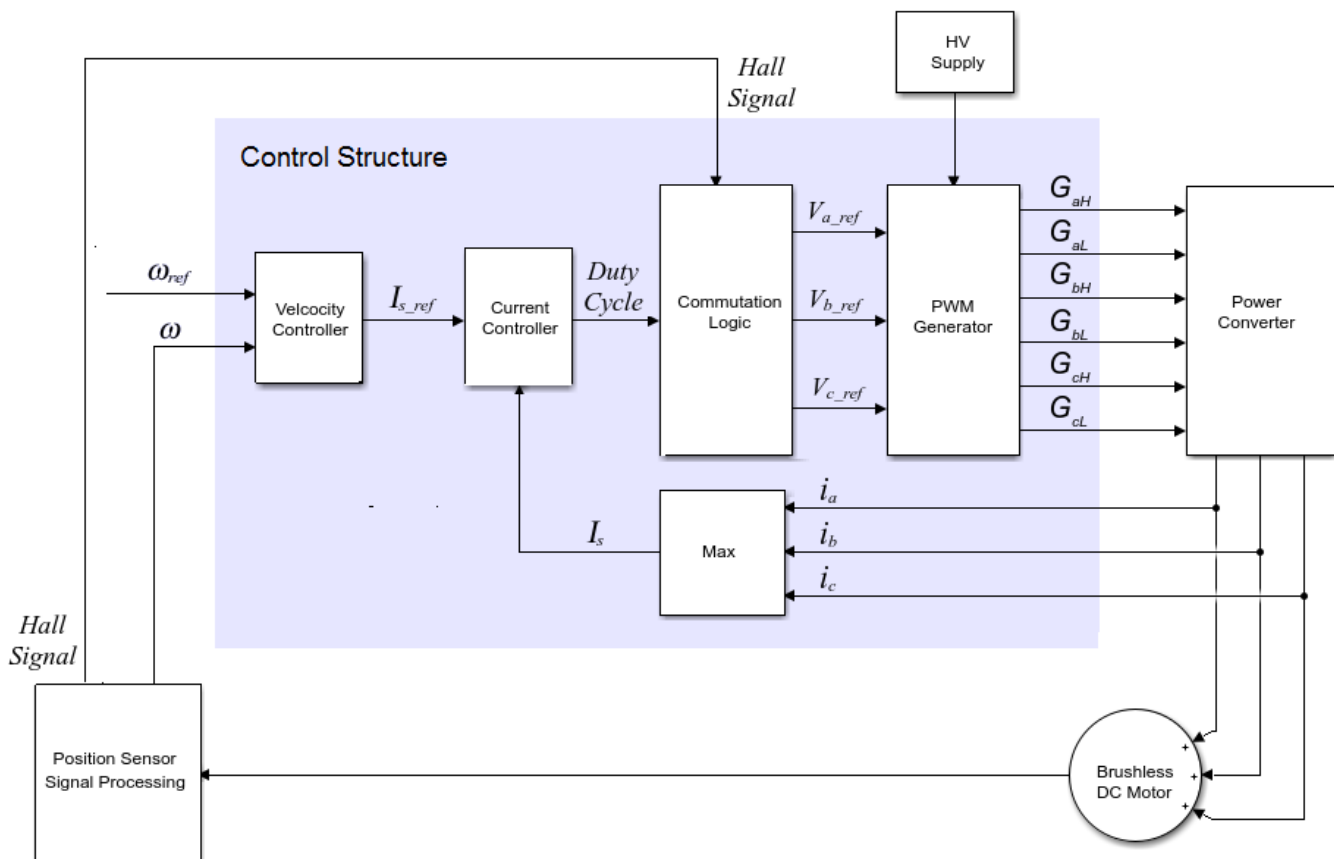 HV
Supply
Hall
Signal
Control Structure
G_aH
G_aL
G_bH
G_bL
G_cH
G_cL
V_a_ref
V_b_ref
V_c_ref
ω_ref
ω
Velcocity
Controller
I_s_ref
Current
Controller
Duty
Cycle
Commutation
Logic
PWM
Generator
Power
Converter
i_a
i_b
i_c
Max
I_s
Hall
Signal
Position Sensor
Signal Processing
Brushless
DC Motor
+
+
+